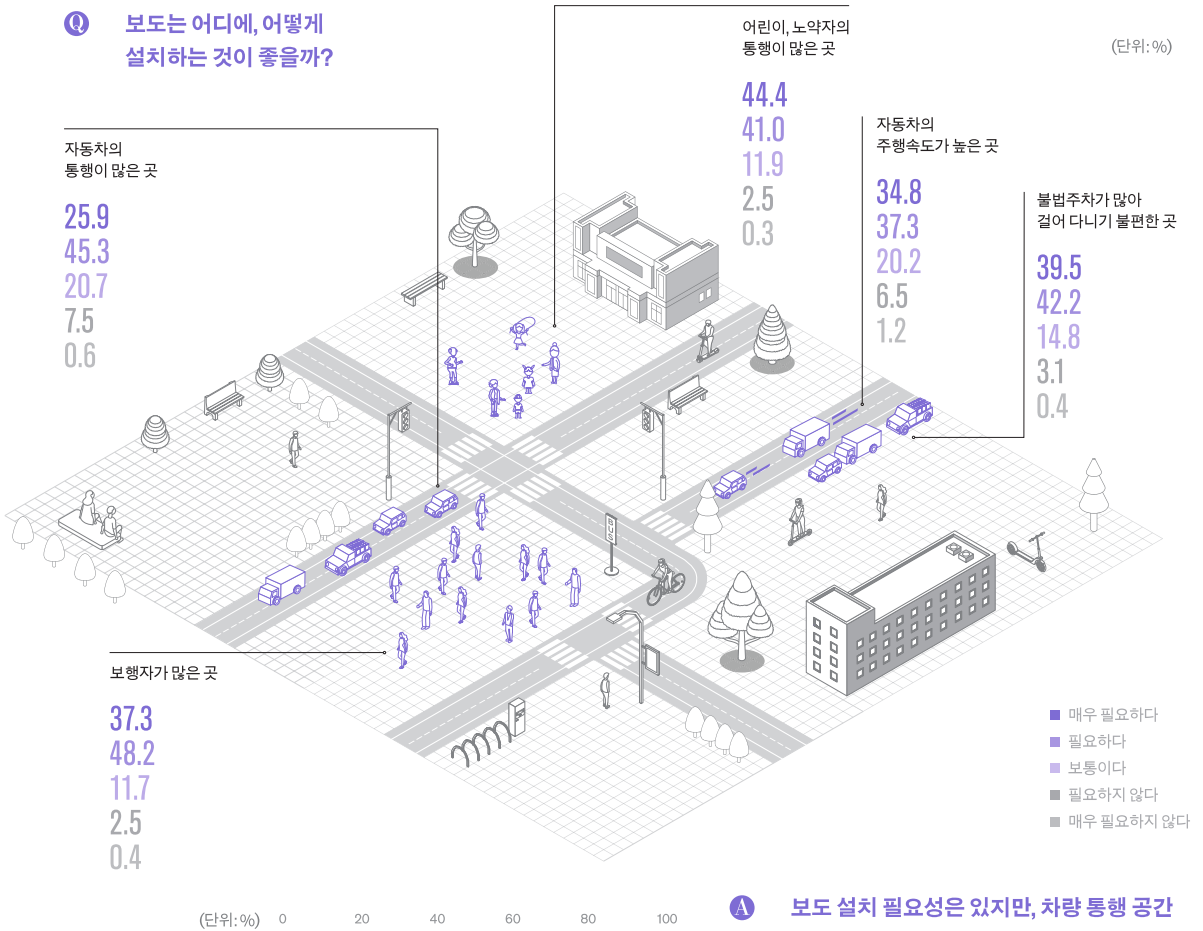 Q
보도는 어디에, 어떻게
설치하는 것이 좋을까?
(단위: %)
어린이, 노약자의
통행이 많은 곳
44.4
41.0
11.9
2.5
0.3
자동차의
주행속도가 높은 곳
34.8
37.3
20.2
6.5
1.2
불법주차가 많아
걸어 다니기 불편한 곳
39.5
42.2
14.8
3.1
0.4
자동차의
통행이 많은 곳
25.9
45.3
20.7
7.5
0.6
BUS
보행자가 많은 곳
37.3
48.2
11.7
2.5
0.4
매우 필요하다
필요하다
보통이다
필요하지 않다
매우 필요하지 않다
(단위: %) 0 20 40 60 80 100
A
보도 설치 필요성은 있지만, 차량 통행 공간